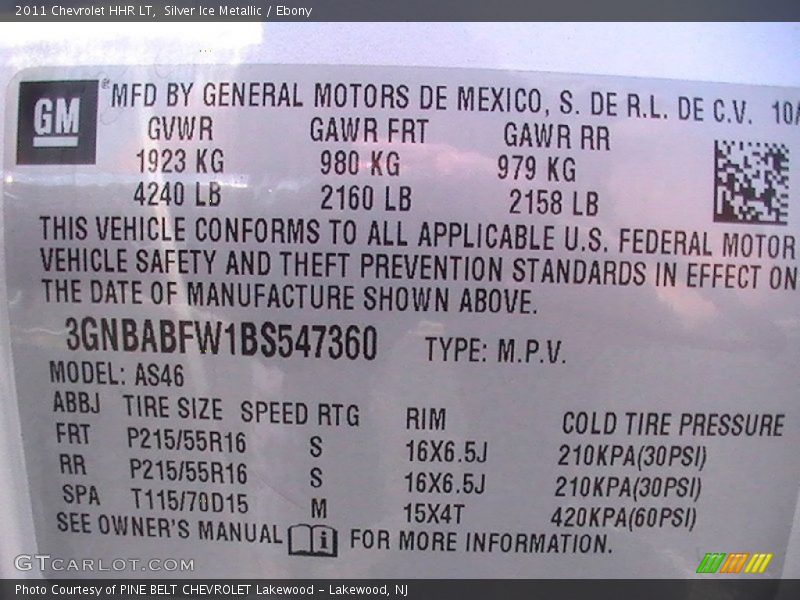 2011 Chevrolet HHR LT,  Silver Ice Metallic / Ebony
GM
® MFD BY GENERAL MOTORS DE MEXICO, S. DE R.L. DE C.V. 10/
GVWR GAWR FRT GAWR RR
1923 KG 980 KG 979 KG
4240 LB 2160 LB 2158 LB
THIS VEHICLE CONFORMS TO ALL APPLICABLE U.S. FEDERAL MOTOR
VEHICLE SAFETY AND THEFT PREVENTION STANDARDS IN EFFECT ON
THE DATE OF MANUFACTURE SHOWN ABOVE.
3GNBABFW1BS547360 TYPE: M.P.V.
MODEL: AS46
ABBJ TIRE SIZE SPEED RTG RIM COLD TIRE PRESSURE
FRT P215/55R16 S 16X6.5J 210KPA(30PSI)
RR P215/55R16 S 16X6.5J 210KPA(30PSI)
SPA T115/70D15 M 15X4T 420KPA(60PSI)
SEE OWNER'S MANUAL i FOR MORE INFORMATION.
GTCARLOT.COM
Photo Courtesy of PINE BELT CHEVROLET Lakewood - Lakewood, NJ